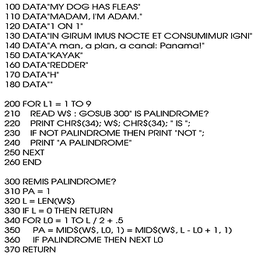 100 DATA"MY DOG HAS FLEAS"
110 DATA"MADAM, I'M ADAM."
120 DATA"1 ON 1"
130 DATA"IN GIRUM IMUS NOCTE ET CONSUMIMUR IGNI"
140 DATA"A man, a plan, a canal: Panama!"
150 DATA"KAYAK"
160 DATA"REDDER"
170 DATA"H"
180 DATA""
200 FOR L1 = 1 TO 9
210 READ W$ : GOSUB 300" IS PALINDROME?
220 PRINT CHR$(34); W$; CHR$(34); " IS ";
230 IF NOT PALINDROME THEN PRINT "NOT ";
240 PRINT "A PALINDROME"
250 NEXT
260 END
300 REMIS PALINDROME?
310 PA = 1
320 L = LEN(W$)
330 IF L = 0 THEN RETURN
340 FOR L0 = 1 TO L / 2 + .5
350 PA = MID$(W$, L0, 1) = MID$(W$, L - L0 + 1, 1)
360 IF PALINDROME THEN NEXT L0
370 RETURN